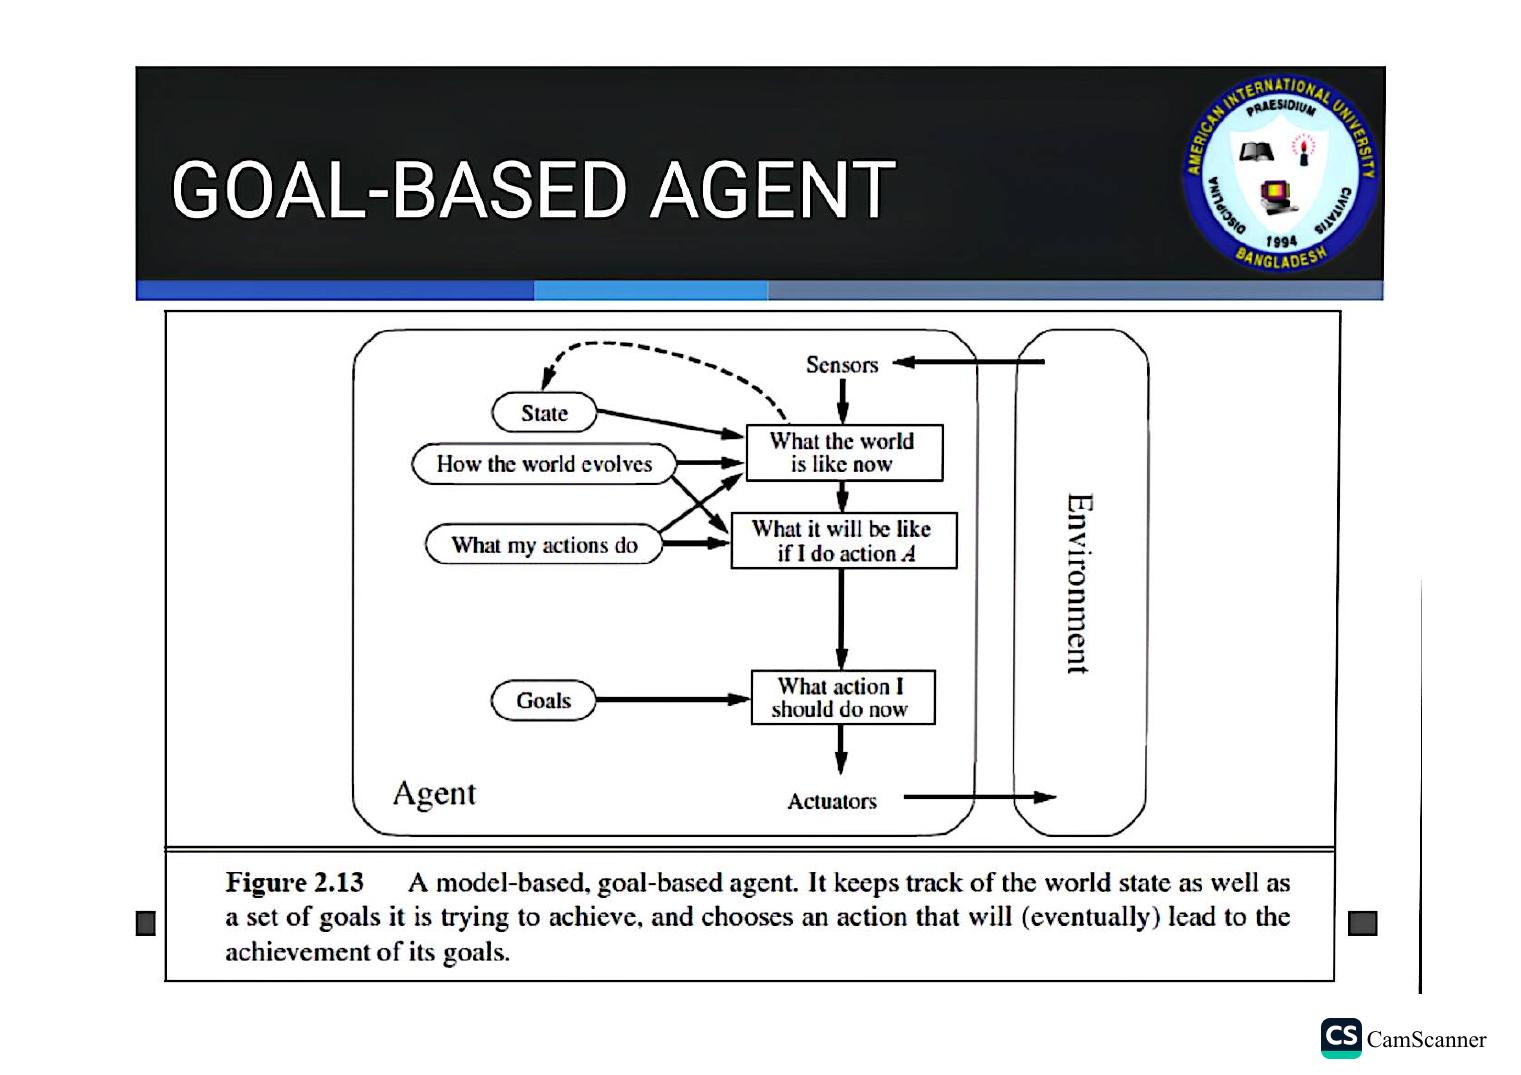 GOAL-BASED AGENT
AMERICAN INTERNATIONAL UNIVERSITY
PRAESIDIUM
DISCIPLINA
CIVITATIS
1994
BANGLADESH
Sensors
State
What the world
is like now
How the world evolves
What it will be like
if I do action A
What my actions do
Environment
What action I
should do now
Goals
Agent
Actuators
Figure 2.13 A model-based, goal-based agent. It keeps track of the world state as well as
a set of goals it is trying to achieve, and chooses an action that will (eventually) lead to the
achievement of its goals.
CS CamScanner